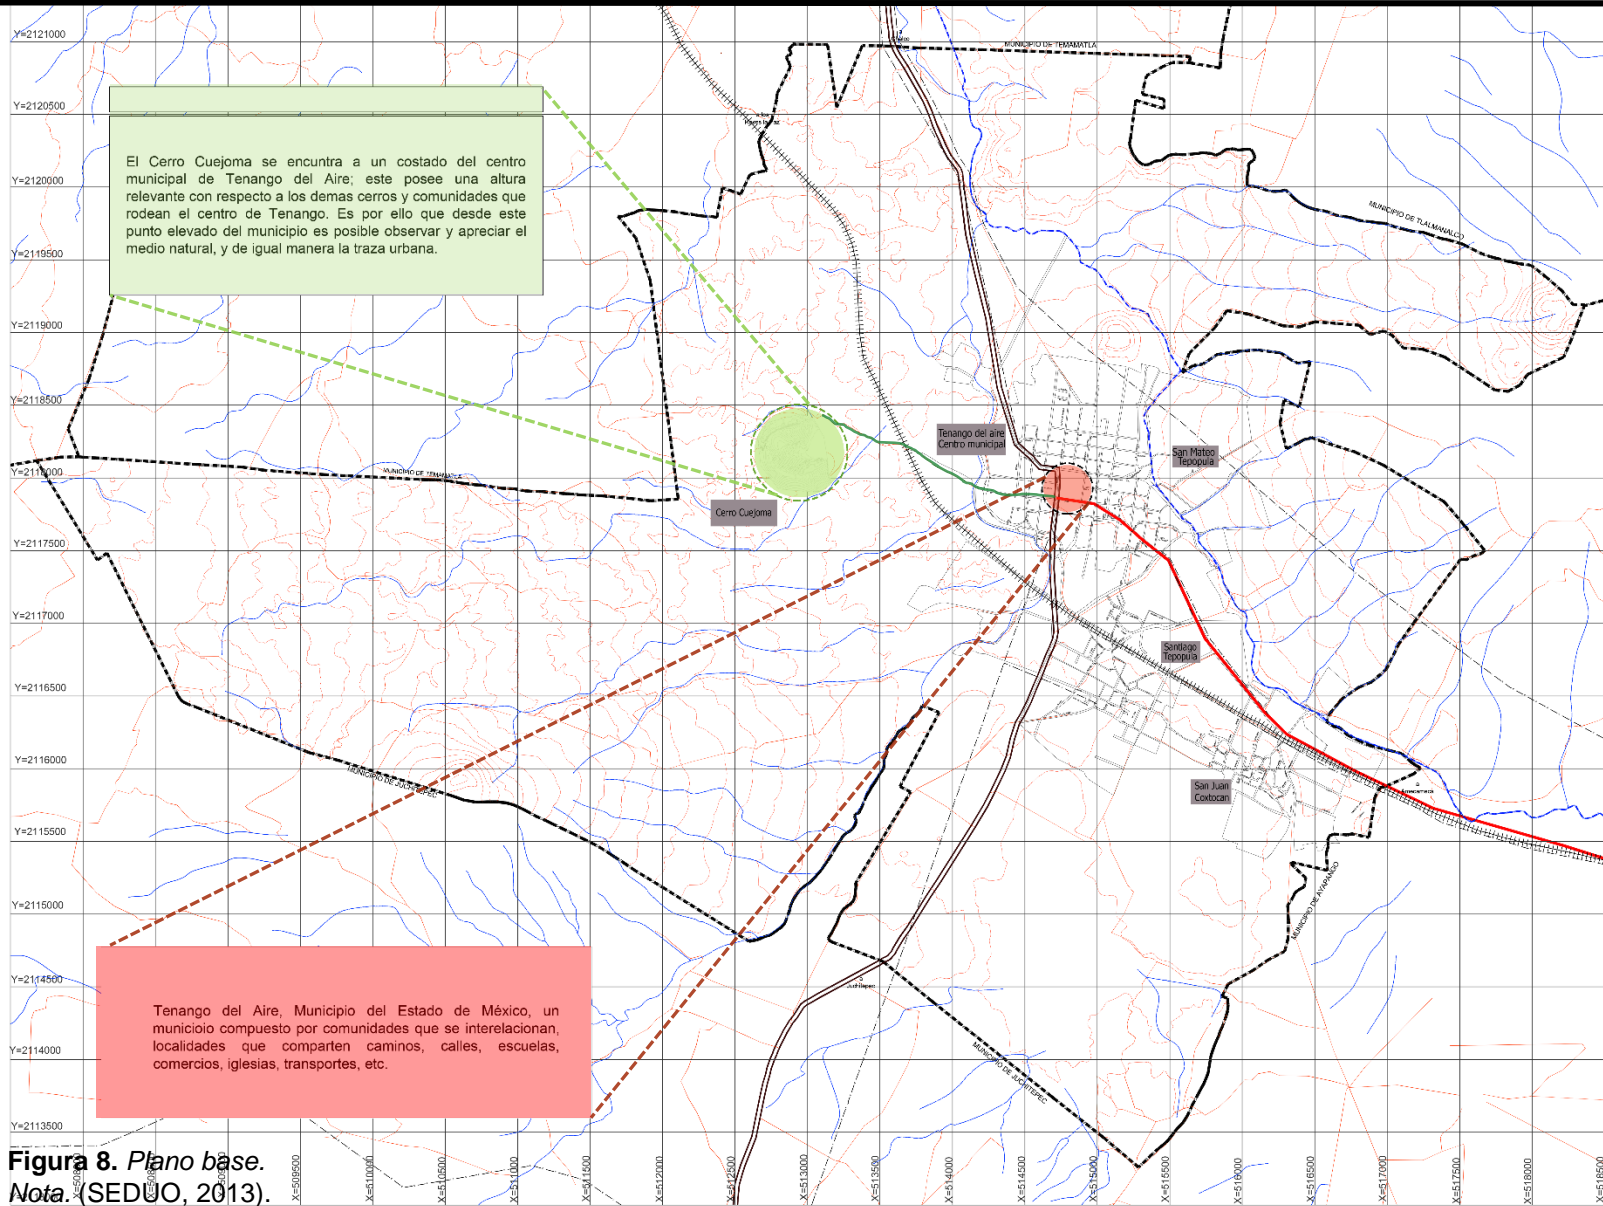 Y=2121000
MUNICIPIO DE TEMAMATLA
Y=2120500
Y=2120000
Y=2119500
Y=2119000
Y=2118500
Y=2118000
Y=2117500
Y=2117000
Y=2116500
Y=2116000
Y=2115500
Y=2115000
Y=2114500
Y=2114000
Y=2113500
El Cerro Cuejoma se encuntra a un costado del centro
municipal de Tenango del Aire; este posee una altura
relevante con respecto a los demas cerros y comunidades que
rodean el centro de Tenango. Es por ello que desde este
punto elevado del municipio es posible observar y apreciar el
medio natural, y de igual manera la traza urbana.
MUNICIPIO DE TLALMANALCO
Tenango del aire
Centro municipal
San Mateo
Tepopula
MUNICIPIO DE TEMAMATLA
Cerro Cuejoma
Santiago
Tepopula
MUNICIPIO DE JUCHITEPEC
San Juan
Coxtocan
Amecameca
MUNICIPIO DE AYAPANGO
Juchitepec
Tenango del Aire, Municipio del Estado de México, un
municioio compuesto por comunidades que se interelacionan,
localidades que comparten caminos, calles, escuelas,
comercios, iglesias, transportes, etc.
MUNICIPIO DE JUCHITEPEC
X=509500
X=510000
X=510500
X=511000
X=511500
X=512000
X=512500
X=513000
X=513500
X=514000
X=514500
X=515000
X=515500
X=516000
X=516500
X=517000
X=517500
X=518000
X=518500
Figura 8. Plano base.
Nota. (SEDUO, 2013).